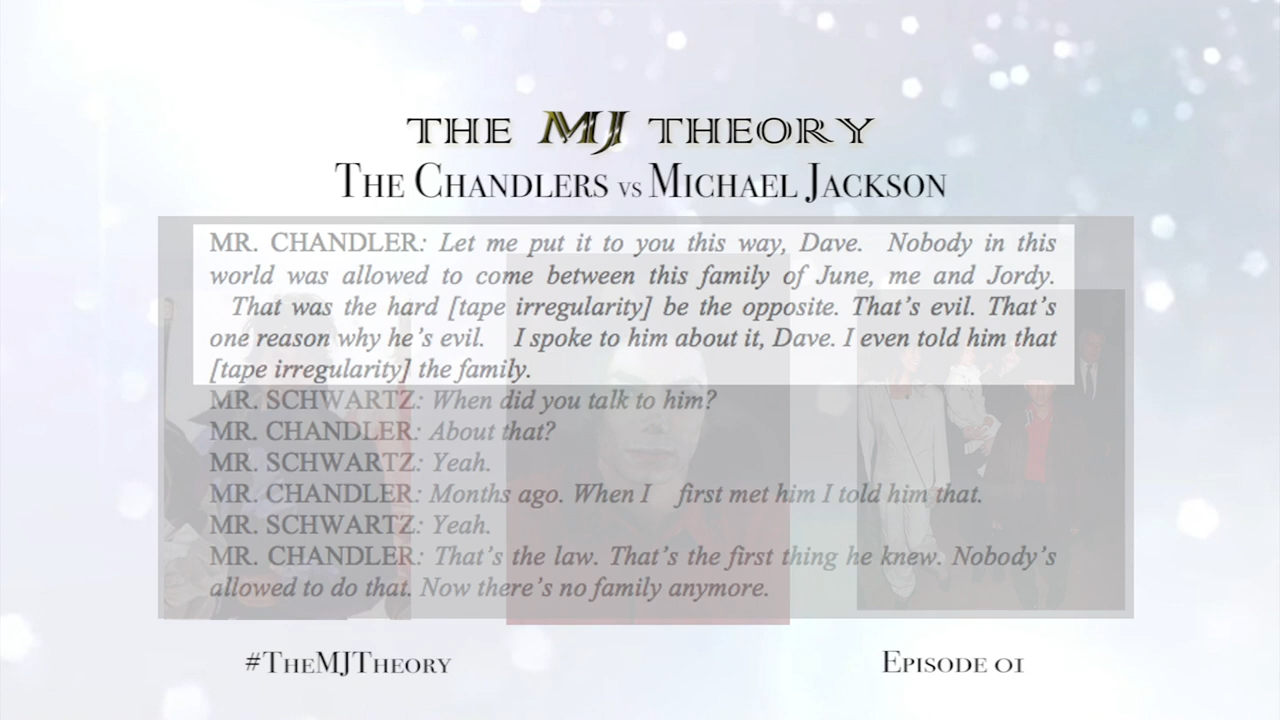 THE MJ THEORY
THE CHANDLERS VS MICHAEL JACKSON
MR. CHANDLER: Let me put it to you this way, Dave. Nobody in this
world was allowed to come between this family of June, me and Jordy.
That was the hard [tape irregularity] be the opposite. That's evil. That's
one reason why he's evil. I spoke to him about it, Dave. I even told him that
[tape irregularity] the family.
MR. SCHWARTZ: When did you talk to him?
MR. CHANDLER: About that?
MR. SCHWARTZ: Yeah.
MR. CHANDLER: Months ago. When I first met him I told him that.
MR. SCHWARTZ: Yeah.
MR. CHANDLER: That's the law. That's the first thing he knew. Nobody's
allowed to do that. Now there's no family anymore.
#THEMJTHEORY
EPISODE 01